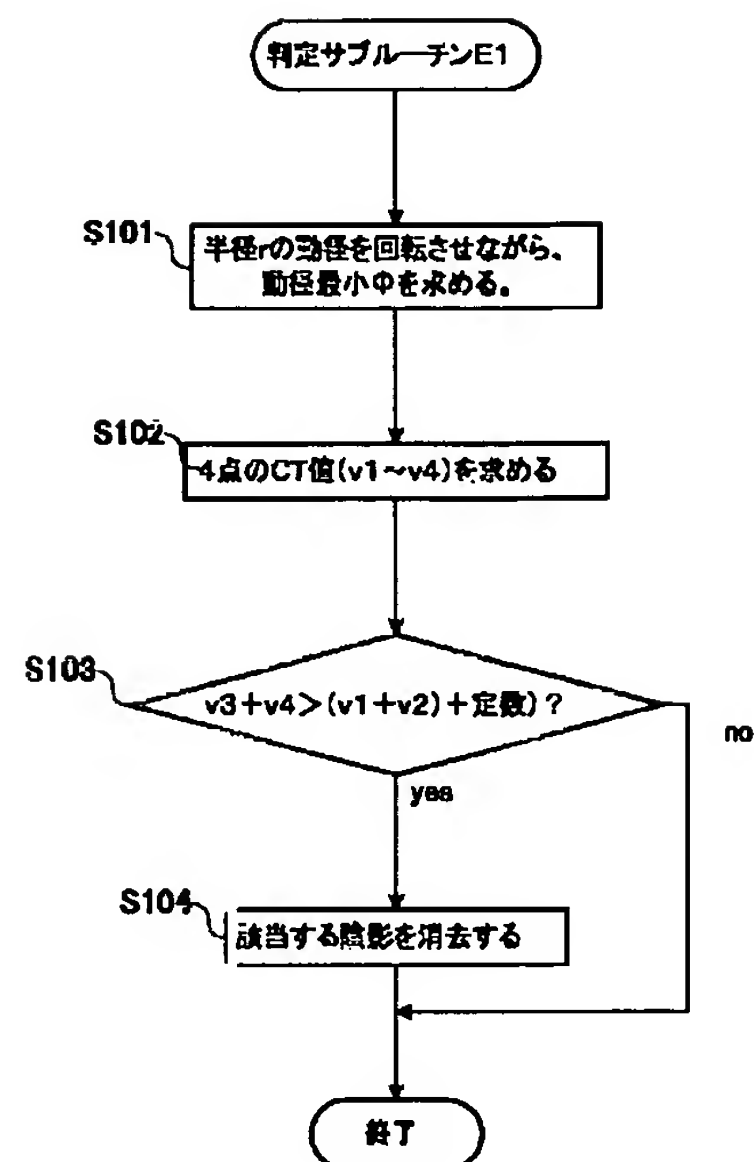 判定サブルーチンE1
S101
半径rの動径を回転させながら、
動径最小Φを求める。
S102
4点のCT値(v1~v4)を求める
S103
v3+v4>(v1+v2)+定数)?
no
yes
S104
該当する陰影を消去する
終了